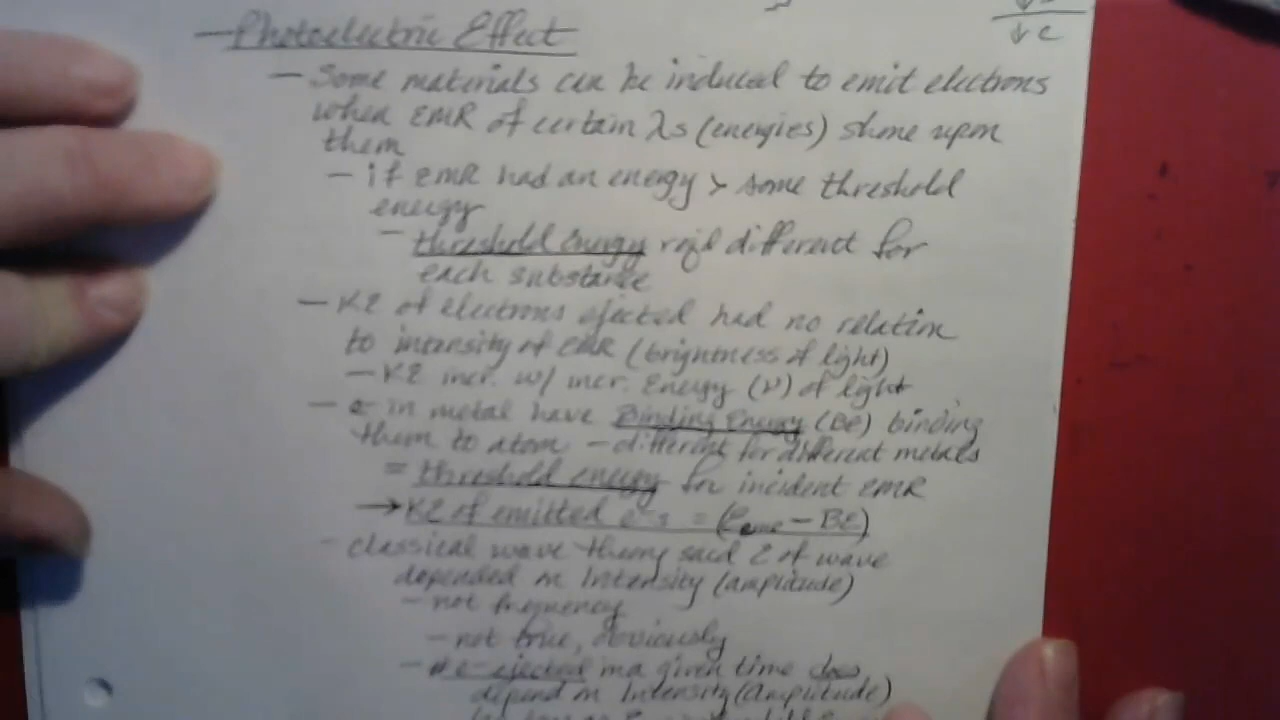 ↓c
— Photoelectric Effect
— Some materials can be induced to emit electrons
when EMR of certain λs (energies) shone upon
them
— if EMR had an energy > some threshold
energy
— threshold energy req'd different for
each substance
— KE of electrons ejected had no relation
to intensity of EMR (brightness of light)
— KE incr. w/ incr. Energy (ν) of light
— e⁻ in metal have Binding Energy (BE) binding
them to atom — different for different metals
= threshold energy for incident EMR
→ KE of emitted e⁻s = (E - BE)
— classical wave theory said E of wave
depended on Intensity (amplitude)
— not frequency
— not true, obviously
— # e⁻ ejected in a given time does
depend on Intensity (Amplitude)